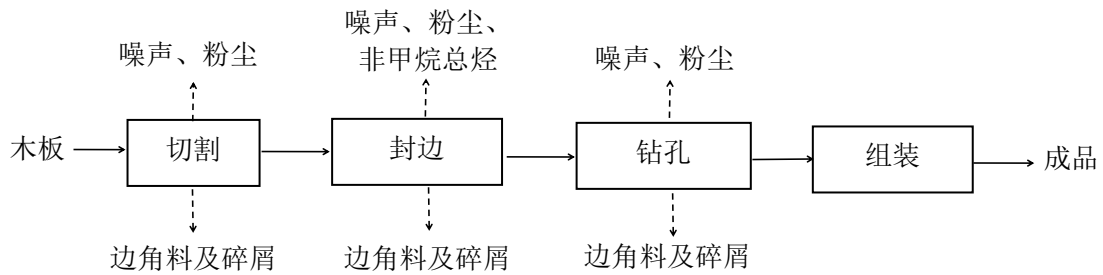 噪声、粉尘
噪声、粉尘、
非甲烷总烃
噪声、粉尘
木板
切割
封边
钻孔
组装
成品
边角料及碎屑
边角料及碎屑
边角料及碎屑